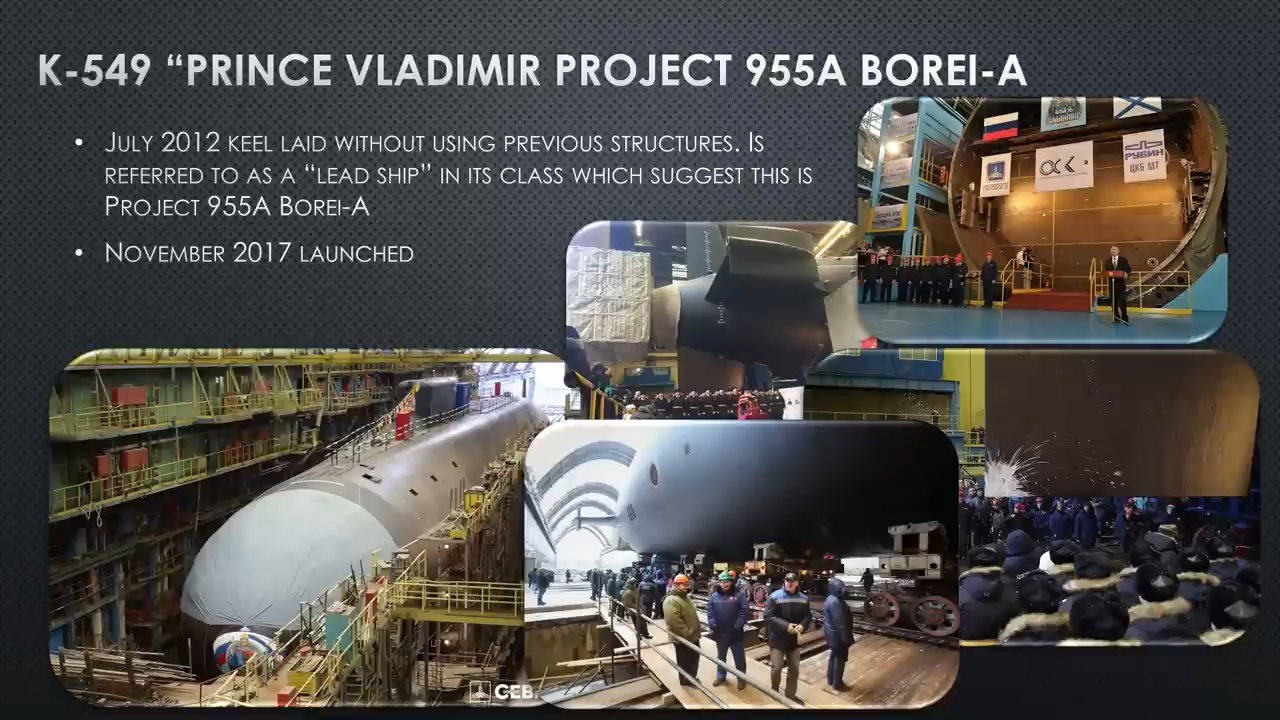 K-549 “PRINCE VLADIMIR PROJECT 955A BOREI-A
• JULY 2012 KEEL LAID WITHOUT USING PREVIOUS STRUCTURES. IS
REFERRED TO AS A “LEAD SHIP” IN ITS CLASS WHICH SUGGEST THIS IS
PROJECT 955A BOREI-A
• NOVEMBER 2017 LAUNCHED
ОСК
РУБИН
ЦКБ МТ
СЕВ